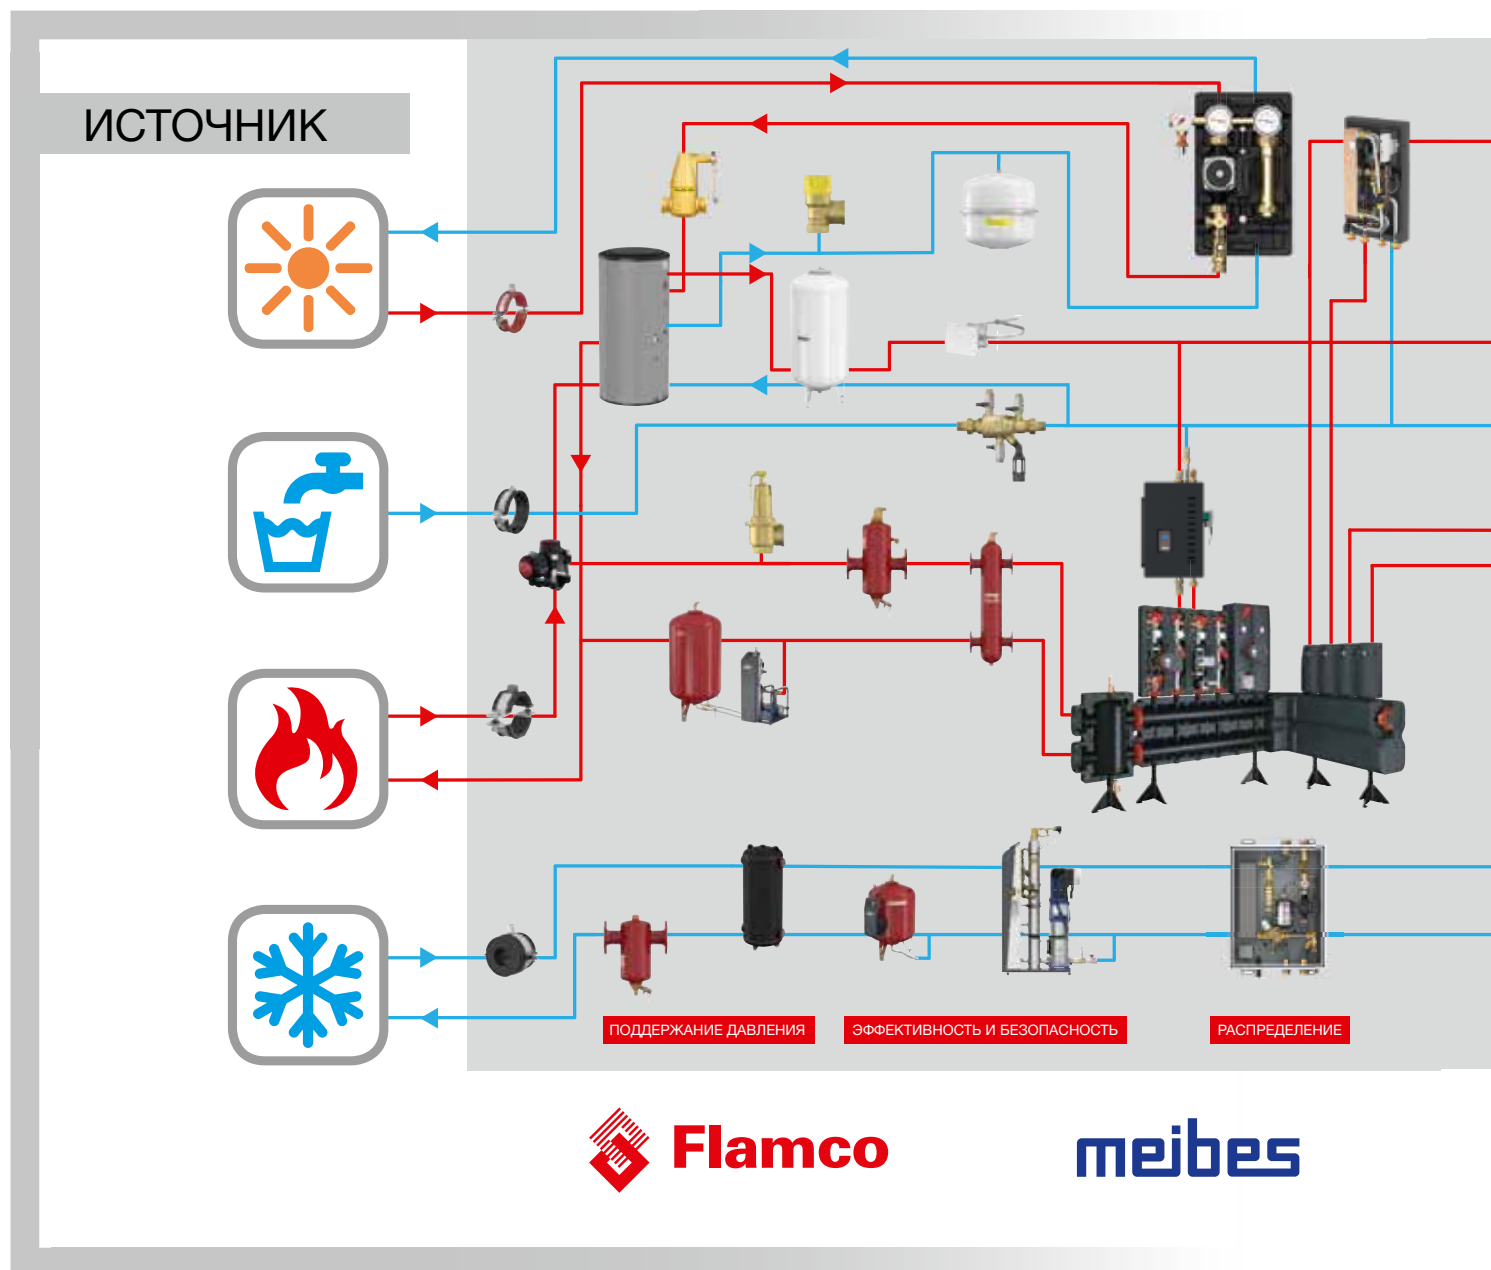 ИСТОЧНИК
ПОДДЕРЖАНИЕ ДАВЛЕНИЯ
ЭФФЕКТИВНОСТЬ И БЕЗОПАСНОСТЬ
РАСПРЕДЕЛЕНИЕ
Flamco
meibes